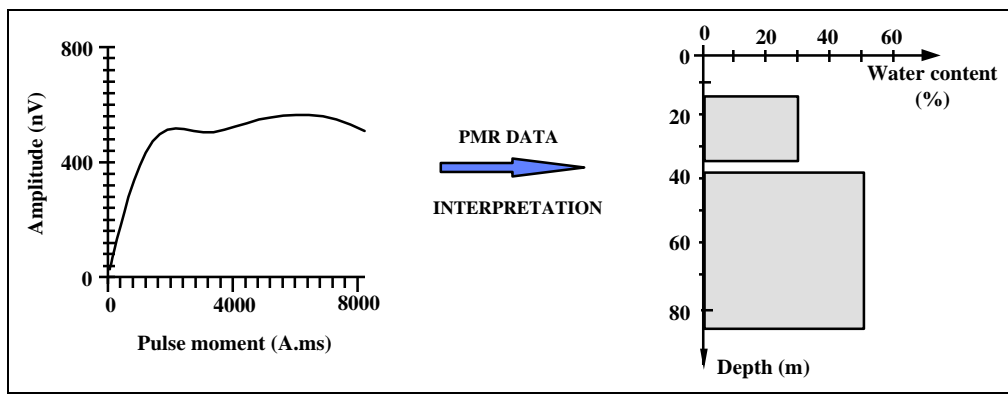 800
400
0
Amplitude (nV)
0
4000
8000
Pulse moment (A.ms)
PMR DATA
INTERPRETATION
0
20
40
60
Water content
(%)
0
20
40
60
80
Depth (m)